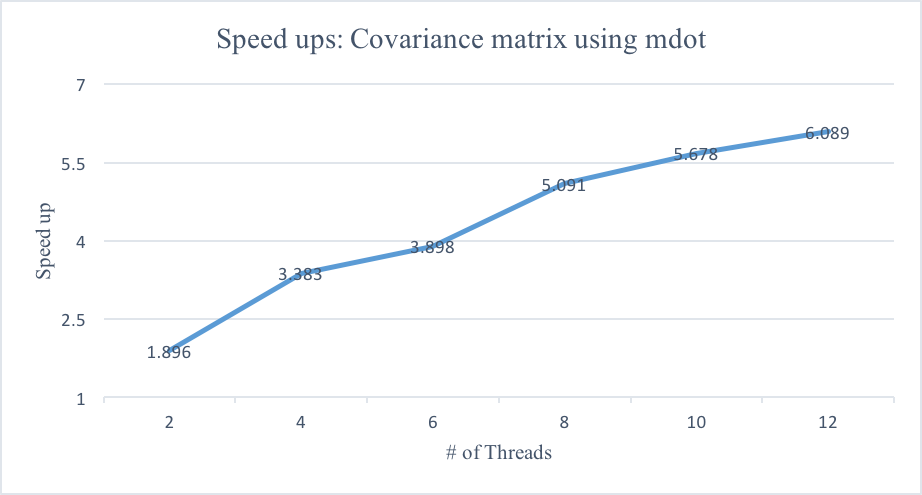 Speed ups: Covariance matrix using mdot
7
5.5
4
2.5
1
Speed up
1.896
3.383
3.898
5.091
5.678
6.089
2 4 6 8 10 12
# of Threads